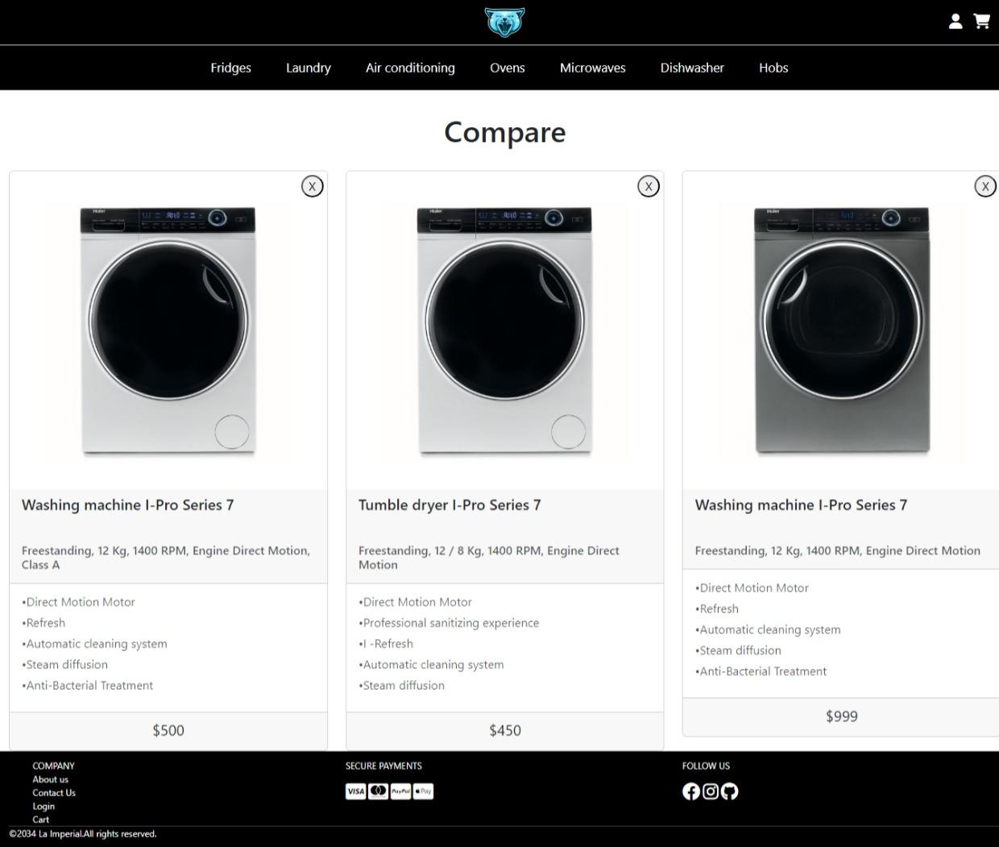 Fridges Laundry Air conditioning Ovens Microwaves Dishwasher Hobs
Compare
X
X
X
Haier
Haier
Haier
Washing machine I-Pro Series 7
Freestanding, 12 Kg, 1400 RPM, Engine Direct Motion,
Class A
•Direct Motion Motor
•Refresh
•Automatic cleaning system
•Steam diffusion
•Anti-Bacterial Treatment
$500
Tumble dryer I-Pro Series 7
Freestanding, 12 / 8 Kg, 1400 RPM, Engine Direct
Motion
•Direct Motion Motor
•Professional sanitizing experience
•I -Refresh
•Automatic cleaning system
•Steam diffusion
$450
Washing machine I-Pro Series 7
Freestanding, 12 Kg, 1400 RPM, Engine Direct Motion
•Direct Motion Motor
•Refresh
•Automatic cleaning system
•Steam diffusion
•Anti-Bacterial Treatment
$999
COMPANY
About us
Contact Us
Login
Cart
SECURE PAYMENTS
VISA
PayPal
Pay
FOLLOW US
©2034 La Imperial.All rights reserved.